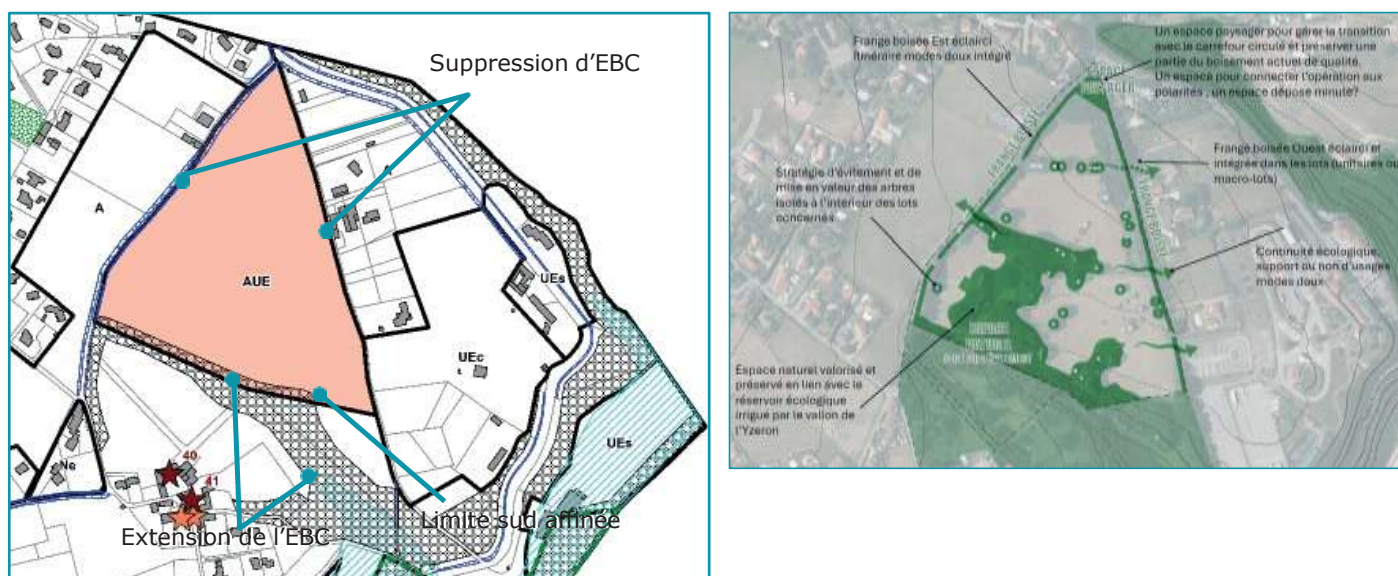 Suppression d'EBC
A
AUE
UEs
UEc
UEs
Ne
40
41
Extension de l'EBC
Limite sud affinée
Frange boisée Est éclairci
itinéraire modes doux intégré
Un espace paysager pour gérer la transition
avec le carrefour circulé et préserver une
partie du boisement actuel de qualité.
Un espace pour connecter l'opération aux
polarités ; un espace dépose minute?
Stratégie d'évitement et de
mise en valeur des arbres
isolés à l'intérieur des lots
concernés
FRANGE BOISÉE
FRANGE BOISÉE
Frange boisée Ouest éclairci et
intégrée dans les lots (unitaires ou
macro-lots)
Continuité écologique,
support ou non d'usages
modes doux
Espace naturel valorisé et
préservé en lien avec le
réservoir écologique
irrigué par le vallon de
l'Yzeron